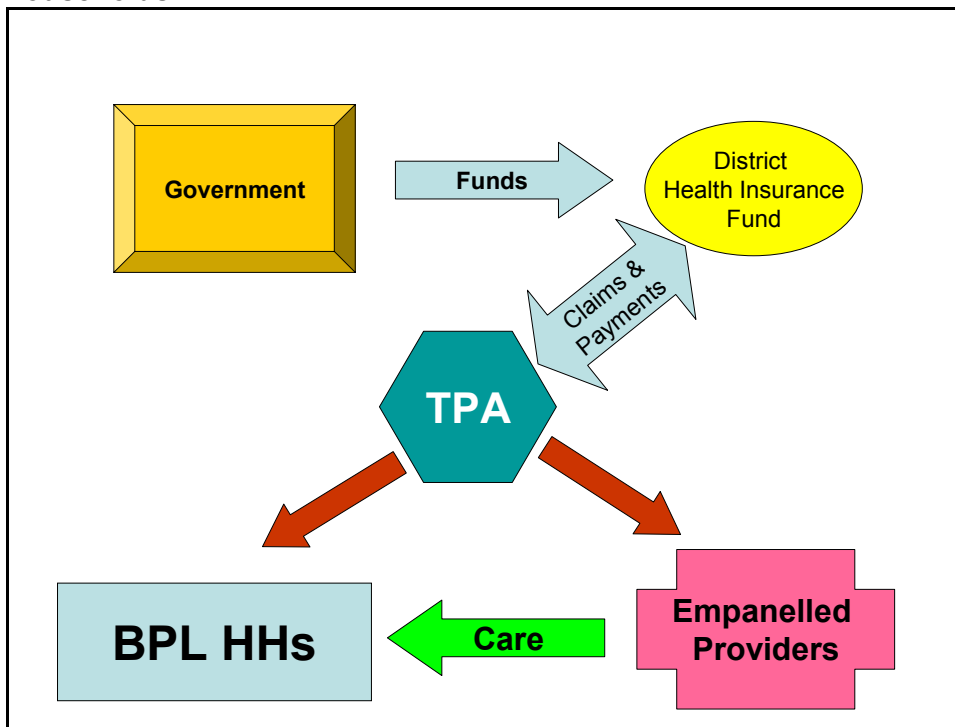 Government
Funds
District
Health Insurance
Fund
Claims &
Payments
TPA
BPL HHs
Care
Empanelled
Providers